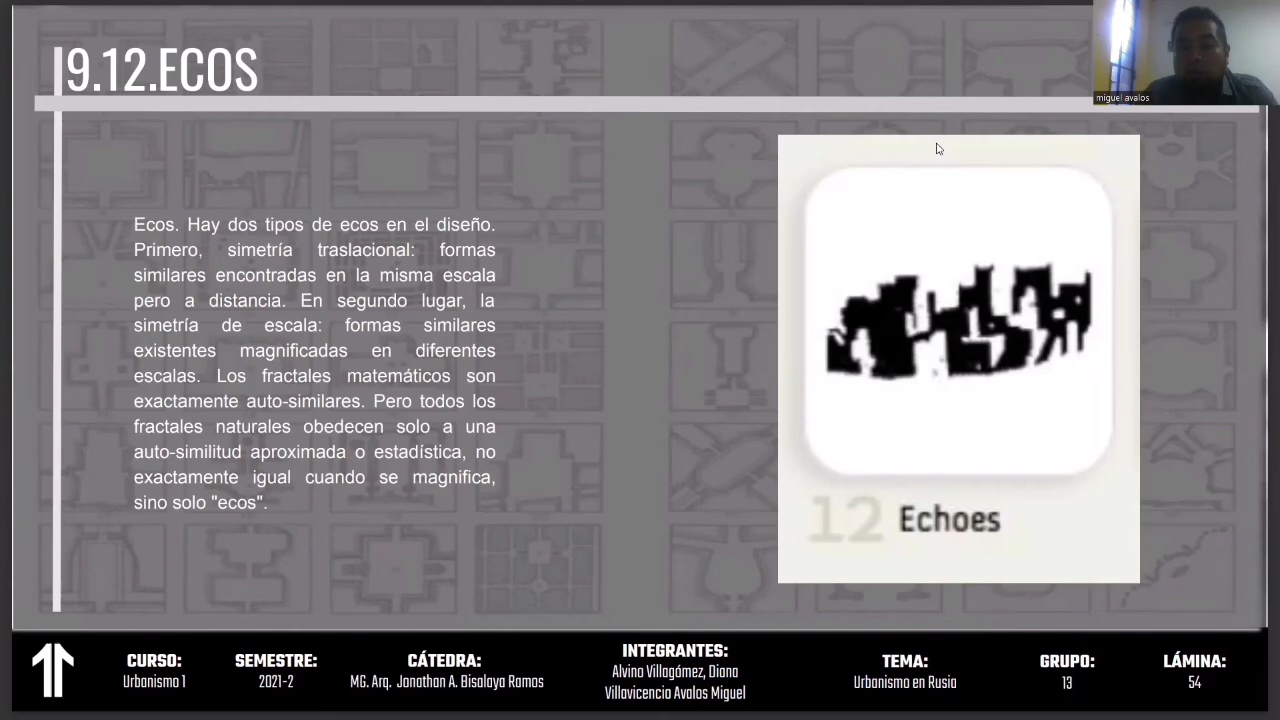 9.12.ECOS
miguel avalos
Ecos. Hay dos tipos de ecos en el diseño.
Primero, simetría traslacional: formas
similares encontradas en la misma escala
pero a distancia. En segundo lugar, la
simetría de escala: formas similares
existentes magnificadas en diferentes
escalas. Los fractales matemáticos son
exactamente auto-similares. Pero todos los
fractales naturales obedecen solo a una
auto-similitud aproximada o estadística, no
exactamente igual cuando se magnifica,
sino solo "ecos".
12 Echoes
CURSO:
Urbanismo 1
SEMESTRE:
2021-2
CÁTEDRA:
MG. Arq. Jonathan A. Bisalaya Ramos
INTEGRANTES:
Alvino Villogómez, Diana
Villavicencio Avalos Miguel
TEMA:
Urbanismo en Rusia
GRUPO:
13
LÁMINA:
54